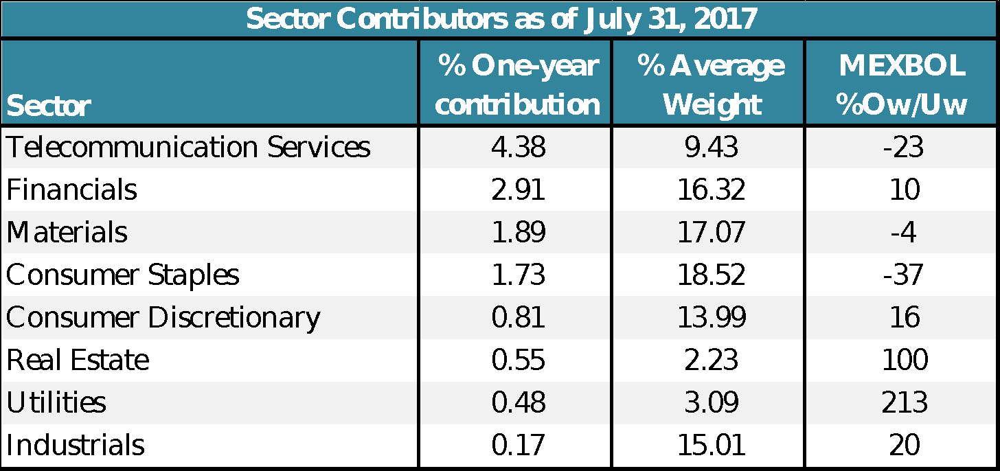 Sector Contributors as of July 31, 2017
Sector % One-year contribution % Average Weight MEXBOL %Ow/Uw
Telecommunication Services 4.38 9.43 -23
Financials 2.91 16.32 10
Materials 1.89 17.07 -4
Consumer Staples 1.73 18.52 -37
Consumer Discretionary 0.81 13.99 16
Real Estate 0.55 2.23 100
Utilities 0.48 3.09 213
Industrials 0.17 15.01 20